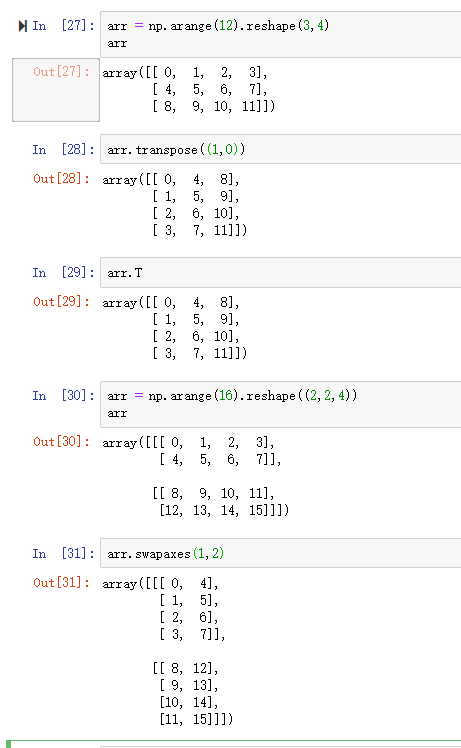 In [27]: arr = np.arange(12).reshape(3,4)
arr
Out[27]: array([[ 0, 1, 2, 3],
[ 4, 5, 6, 7],
[ 8, 9, 10, 11]])
In [28]: arr.transpose((1,0))
Out[28]: array([[ 0, 4, 8],
[ 1, 5, 9],
[ 2, 6, 10],
[ 3, 7, 11]])
In [29]: arr.T
Out[29]: array([[ 0, 4, 8],
[ 1, 5, 9],
[ 2, 6, 10],
[ 3, 7, 11]])
In [30]: arr = np.arange(16).reshape((2,2,4))
arr
Out[30]: array([[[ 0, 1, 2, 3],
[ 4, 5, 6, 7]],
[[ 8, 9, 10, 11],
[12, 13, 14, 15]]])
In [31]: arr.swapaxes(1,2)
Out[31]: array([[[ 0, 4],
[ 1, 5],
[ 2, 6],
[ 3, 7]],
[[ 8, 12],
[ 9, 13],
[10, 14],
[11, 15]]])